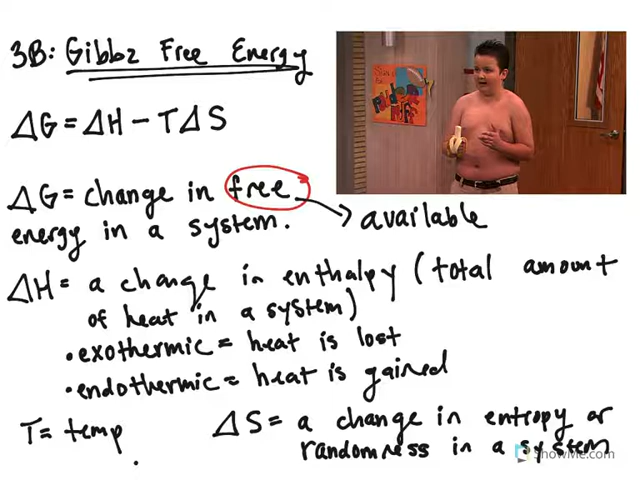 3B: Gibbz Free Energy
ΔG = ΔH - TΔS
ΔG = change in free
energy in a system.
→ available
ΔH = a change in enthalpy (total amount
of heat in a system)
• exothermic = heat is lost
• endothermic = heat is gained
T = temp
ΔS = a change in entropy or
randomness in a system
ShowMe.com